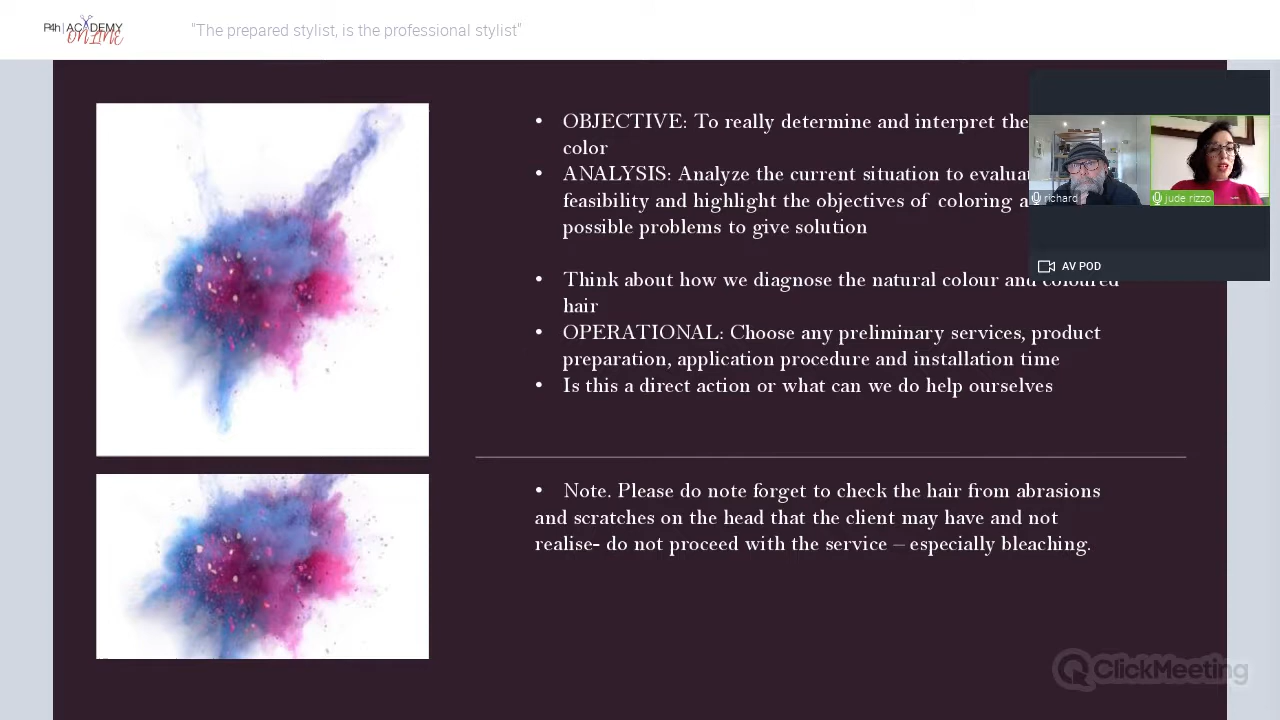 P4h | ACADEMY
ONLINE
"The prepared stylist, is the professional stylist"
• OBJECTIVE: To really determine and interpret the
color
• ANALYSIS: Analyze the current situation to evalua
feasibility and highlight the objectives of coloring a
possible problems to give solution
• Think about how we diagnose the natural colour and coloured
hair
• OPERATIONAL: Choose any preliminary services, product
preparation, application procedure and installation time
• Is this a direct action or what can we do help ourselves
• Note. Please do note forget to check the hair from abrasions
and scratches on the head that the client may have and not
realise- do not proceed with the service – especially bleaching.
richard
jude rizzo
AV POD
ClickMeeting